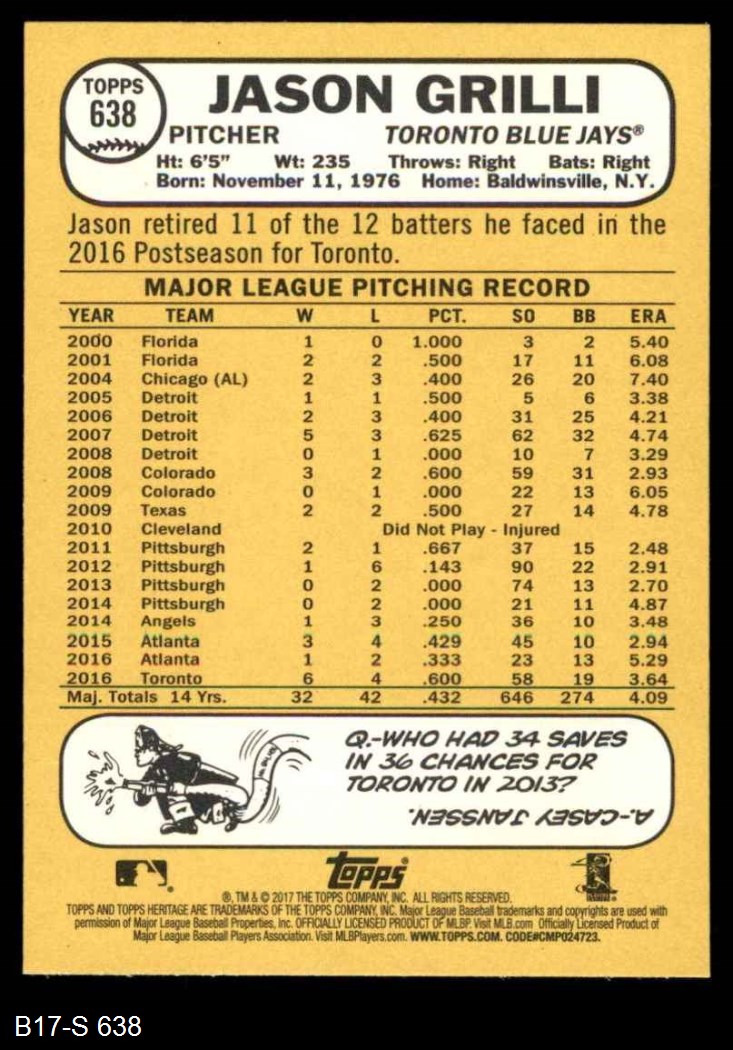 TOPPS
638
JASON GRILLI
PITCHER TORONTO BLUE JAYS®
Ht: 6'5" Wt: 235 Throws: Right Bats: Right
Born: November 11, 1976 Home: Baldwinsville, N.Y.
Jason retired 11 of the 12 batters he faced in the
2016 Postseason for Toronto.
MAJOR LEAGUE PITCHING RECORD
YEAR TEAM W L PCT. SO BB ERA
2000 Florida 1 0 1.000 3 2 5.40
2001 Florida 2 2 .500 17 11 6.08
2004 Chicago (AL) 2 3 .400 26 20 7.40
2005 Detroit 1 1 .500 5 6 3.38
2006 Detroit 2 3 .400 31 25 4.21
2007 Detroit 5 3 .625 62 32 4.74
2008 Detroit 0 1 .000 10 7 3.29
2008 Colorado 3 2 .600 59 31 2.93
2009 Colorado 0 1 .000 22 13 6.05
2009 Texas 2 2 .500 27 14 4.78
2010 Cleveland Did Not Play - Injured
2011 Pittsburgh 2 1 .667 37 15 2.48
2012 Pittsburgh 1 6 .143 90 22 2.91
2013 Pittsburgh 0 2 .000 74 13 2.70
2014 Pittsburgh 0 2 .000 21 11 4.87
2014 Angels 1 3 .250 36 10 3.48
2015 Atlanta 3 4 .429 45 10 2.94
2016 Atlanta 1 2 .333 23 13 5.29
2016 Toronto 6 4 .600 58 19 3.64
Maj. Totals 14 Yrs. 32 42 .432 646 274 4.09
Q.-WHO HAD 34 SAVES
IN 36 CHANCES FOR
TORONTO IN 2013?
A.-CASEY JANSSEN.
topps®
®, TM & © 2017 THE TOPPS COMPANY, INC. ALL RIGHTS RESERVED.
TOPPS AND TOPPS HERITAGE ARE TRADEMARKS OF THE TOPPS COMPANY, INC. Major League Baseball trademarks and copyrights are used with
permission of Major League Baseball Properties, Inc. OFFICIALLY LICENSED PRODUCT OF MLBP. Visit MLB.com Officially Licensed Product of
Major League Baseball Players Association. Visit MLBPlayers.com. WWW.TOPPS.COM. CODE#CMP024723.
B17-S 638